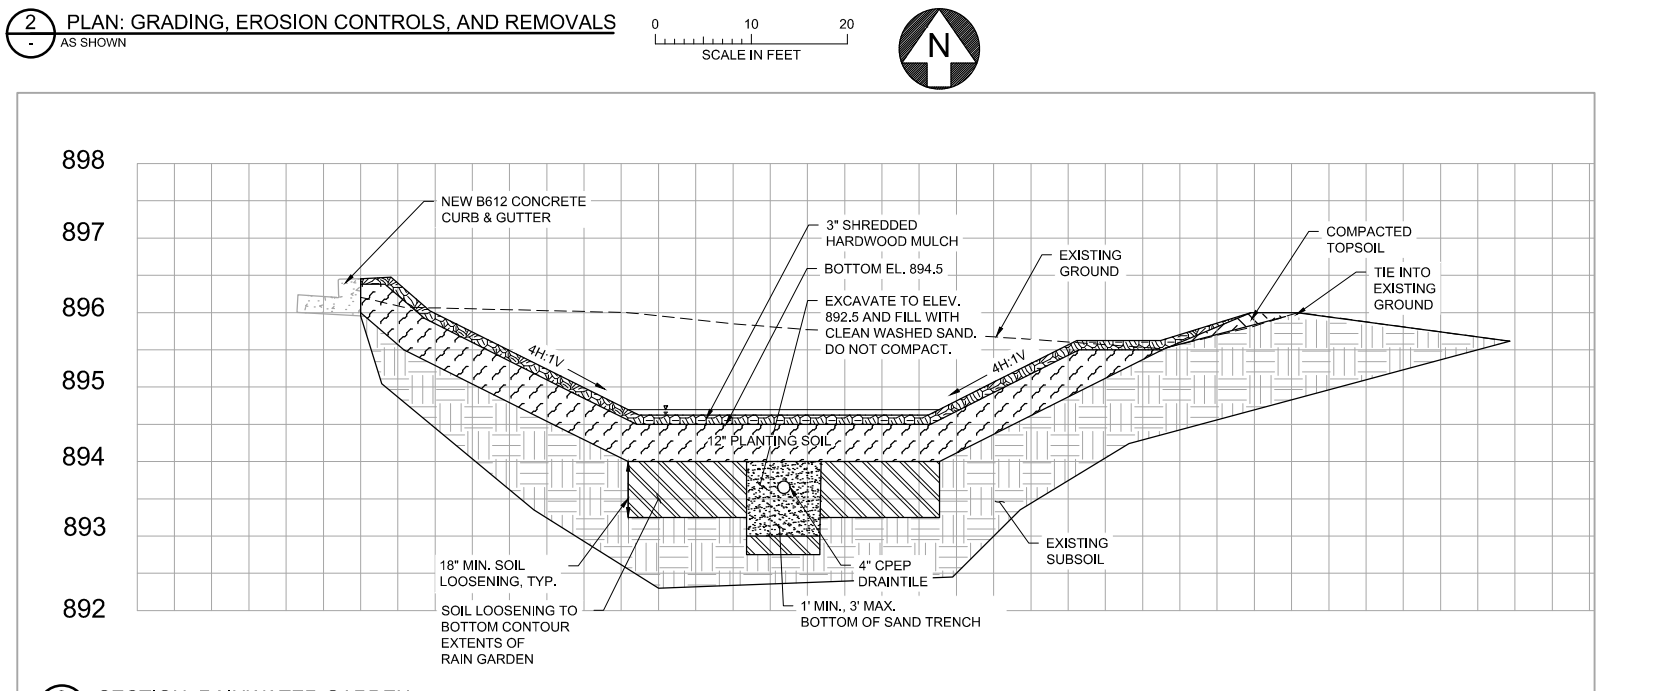 2
-
PLAN: GRADING, EROSION CONTROLS, AND REMOVALS
AS SHOWN
0 10 20
SCALE IN FEET
N
898
897
896
895
894
893
892
NEW B612 CONCRETE
CURB & GUTTER
3" SHREDDED
HARDWOOD MULCH
BOTTOM EL. 894.5
EXCAVATE TO ELEV.
892.5 AND FILL WITH
CLEAN WASHED SAND.
DO NOT COMPACT.
EXISTING
GROUND
COMPACTED
TOPSOIL
TIE INTO
EXISTING
GROUND
4H:1V
4H:1V
12" PLANTING SOIL
18" MIN. SOIL
LOOSENING, TYP.
SOIL LOOSENING TO
BOTTOM CONTOUR
EXTENTS OF
RAIN GARDEN
4" CPEP
DRAINTILE
1' MIN., 3' MAX.
BOTTOM OF SAND TRENCH
EXISTING
SUBSOIL